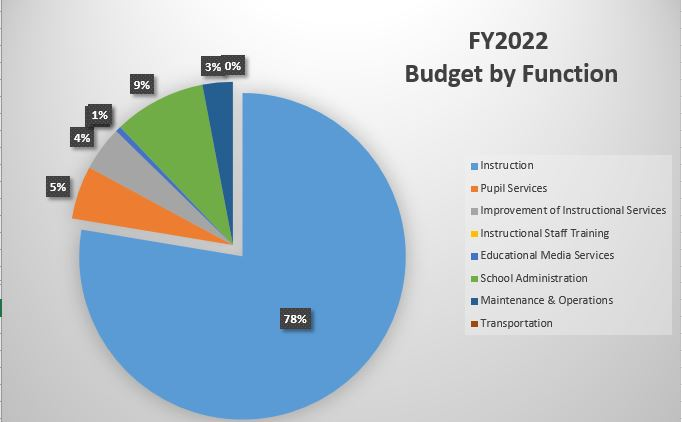 FY2022
Budget by Function
3% 0%
9%
1%
4%
5%
78%
Instruction
Pupil Services
Improvement of Instructional Services
Instructional Staff Training
Educational Media Services
School Administration
Maintenance & Operations
Transportation